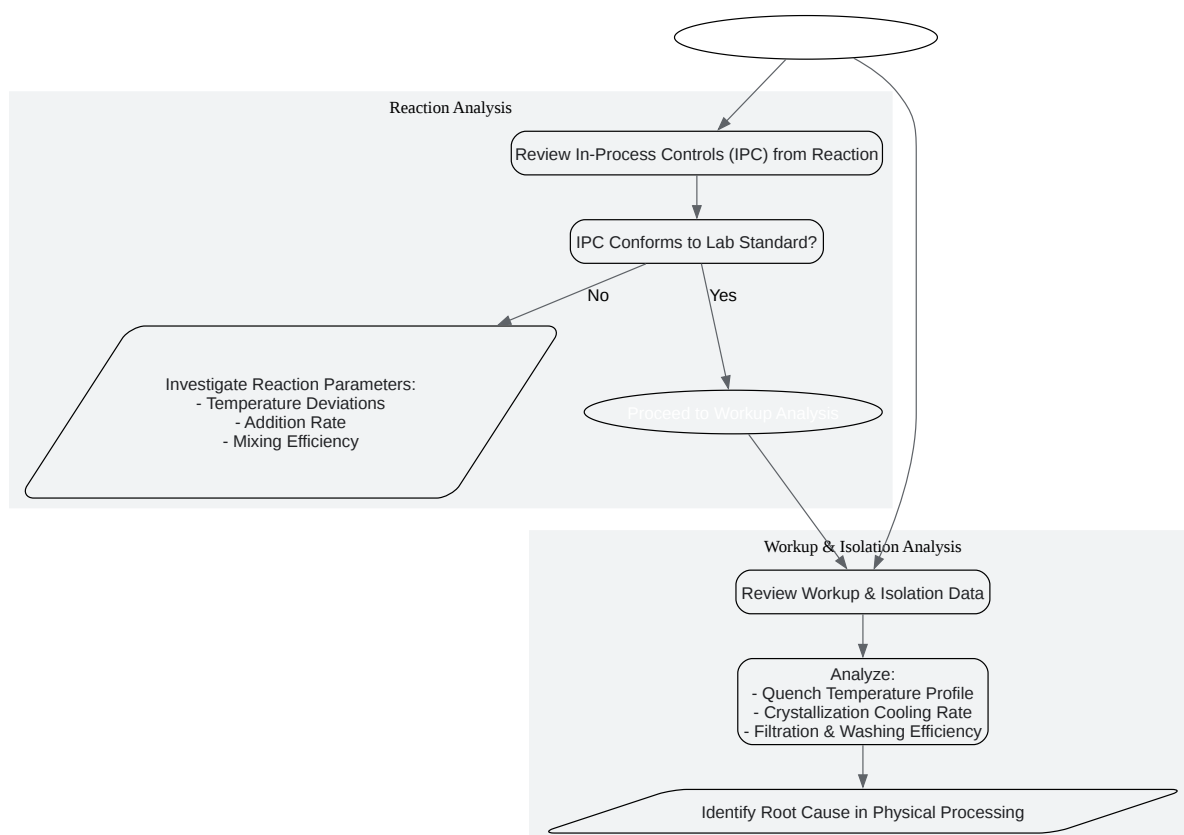 Reaction Analysis
Review In-Process Controls (IPC) from Reaction
IPC Conforms to Lab Standard?
No
Yes
Investigate Reaction Parameters:
- Temperature Deviations
- Addition Rate
- Mixing Efficiency
Proceed to Workup Analysis
Workup & Isolation Analysis
Review Workup & Isolation Data
Analyze:
- Quench Temperature Profile
- Crystallization Cooling Rate
- Filtration & Washing Efficiency
Identify Root Cause in Physical Processing